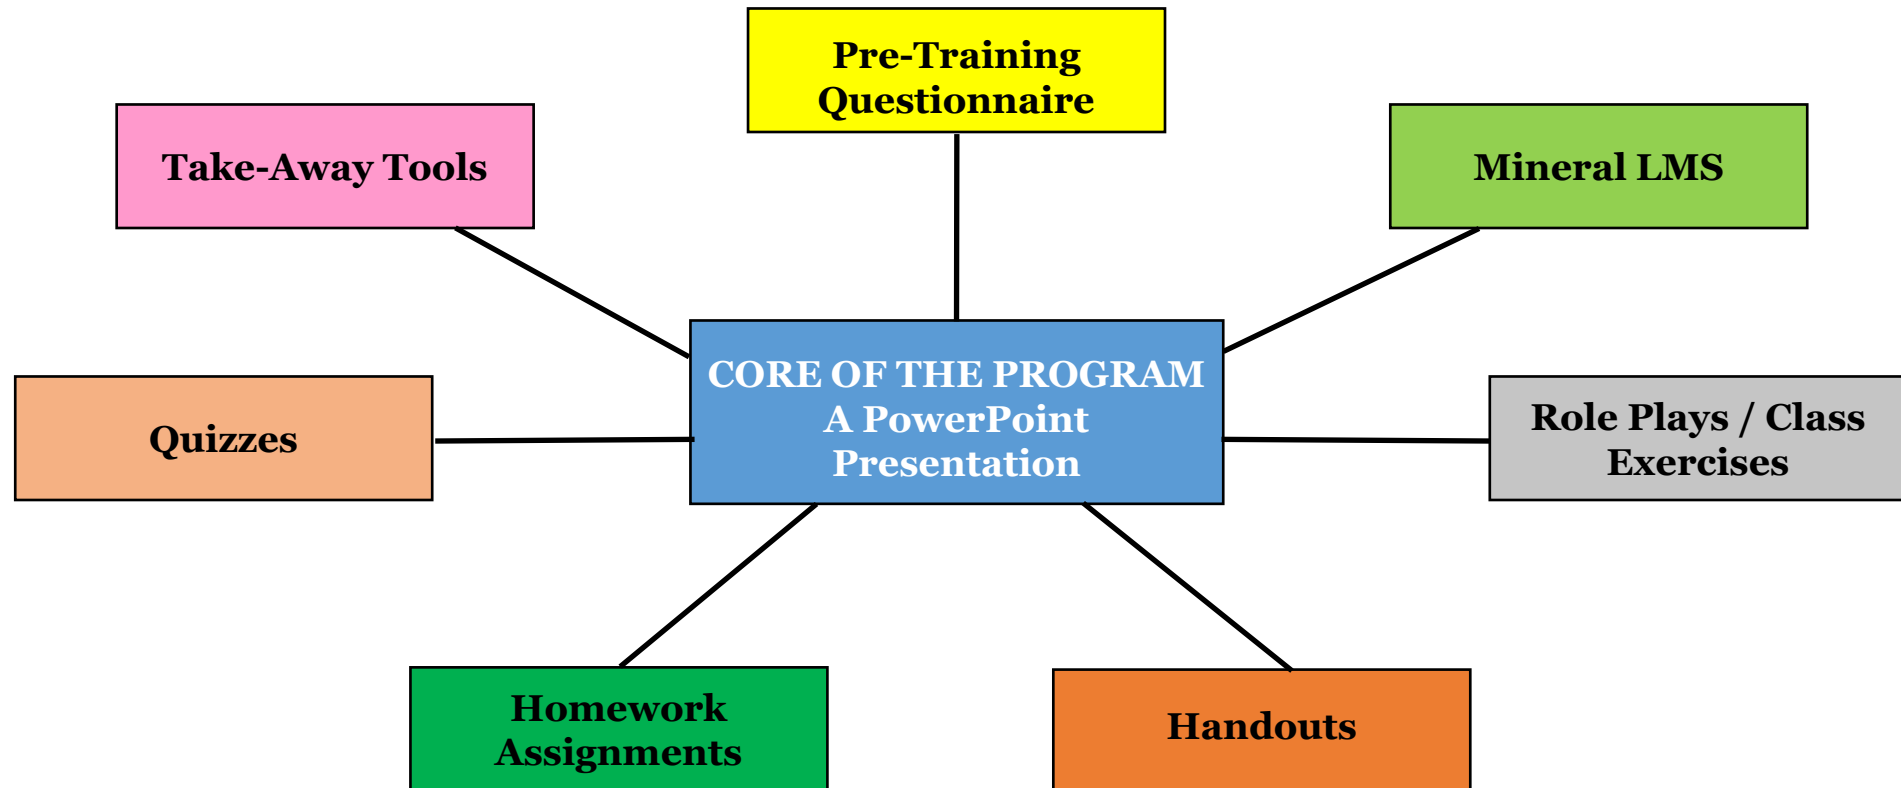 Pre-Training
Questionnaire
Take-Away Tools
Mineral LMS
CORE OF THE PROGRAM
A PowerPoint
Presentation
Quizzes
Role Plays / Class
Exercises
Homework
Assignments
Handouts